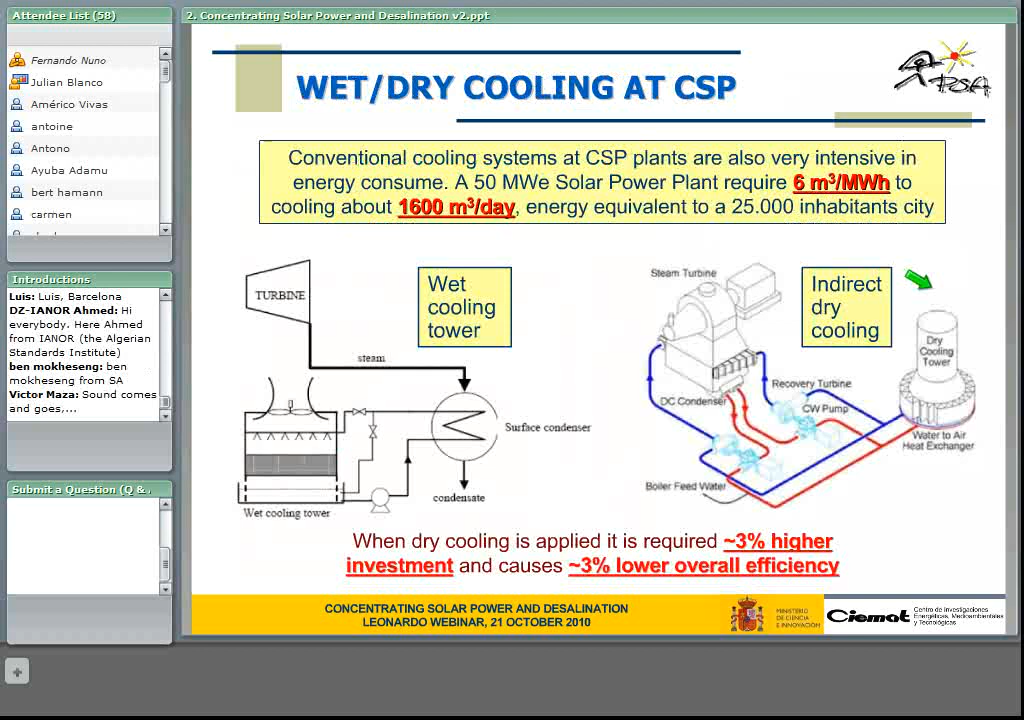 Attendee List (58)
Fernando Nuno
Julian Blanco
Américo Vivas
antoine
Antono
Ayuba Adamu
bert hamann
carmen
Introductions
Luis: Luis, Barcelona
DZ-IANOR Ahmed: Hi
everybody. Here Ahmed
from IANOR (the Algerian
Standards Institute)
ben mokheseng: ben
mokheseng from SA
Victor Maza: Sound comes
and goes,...
Submit a Question (Q &
2. Concentrating Solar Power and Desalination v2.ppt
WET/DRY COOLING AT CSP
PSA
Conventional cooling systems at CSP plants are also very intensive in
energy consume. A 50 MWe Solar Power Plant require 6 m³/MWh to
cooling about 1600 m³/day, energy equivalent to a 25.000 inhabitants city
TURBINE
steam
Wet
cooling
tower
Surface condenser
condensate
Wet cooling tower
Steam Turbine
Indirect
dry
cooling
Dry
Cooling
Tower
Recovery Turbine
DC Condenser
CW Pump
Water to Air
Heat Exchanger
Boiler Feed Water
When dry cooling is applied it is required ~3% higher
investment and causes ~3% lower overall efficiency
CONCENTRATING SOLAR POWER AND DESALINATION
LEONARDO WEBINAR, 21 OCTOBER 2010
MINISTERIO
DE CIENCIA
E INNOVACIÓN
Ciemat
Centro de Investigaciones
Energéticas, Medioambientales
y Tecnológicas